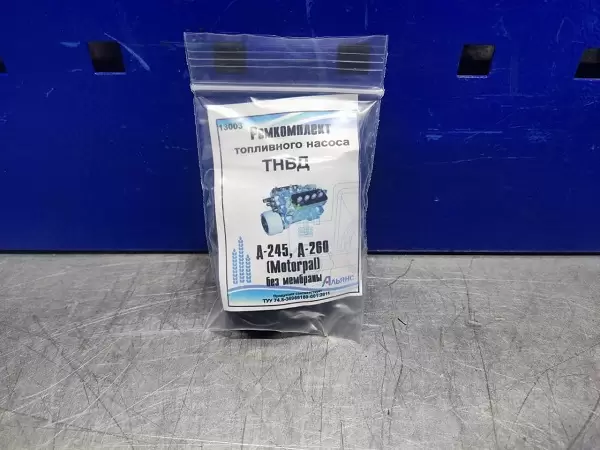 13003
Ремкомплект
топливного насоса
ТНВД
Д-245, Д-260
(Motorpal)
без мембраны
Альянс